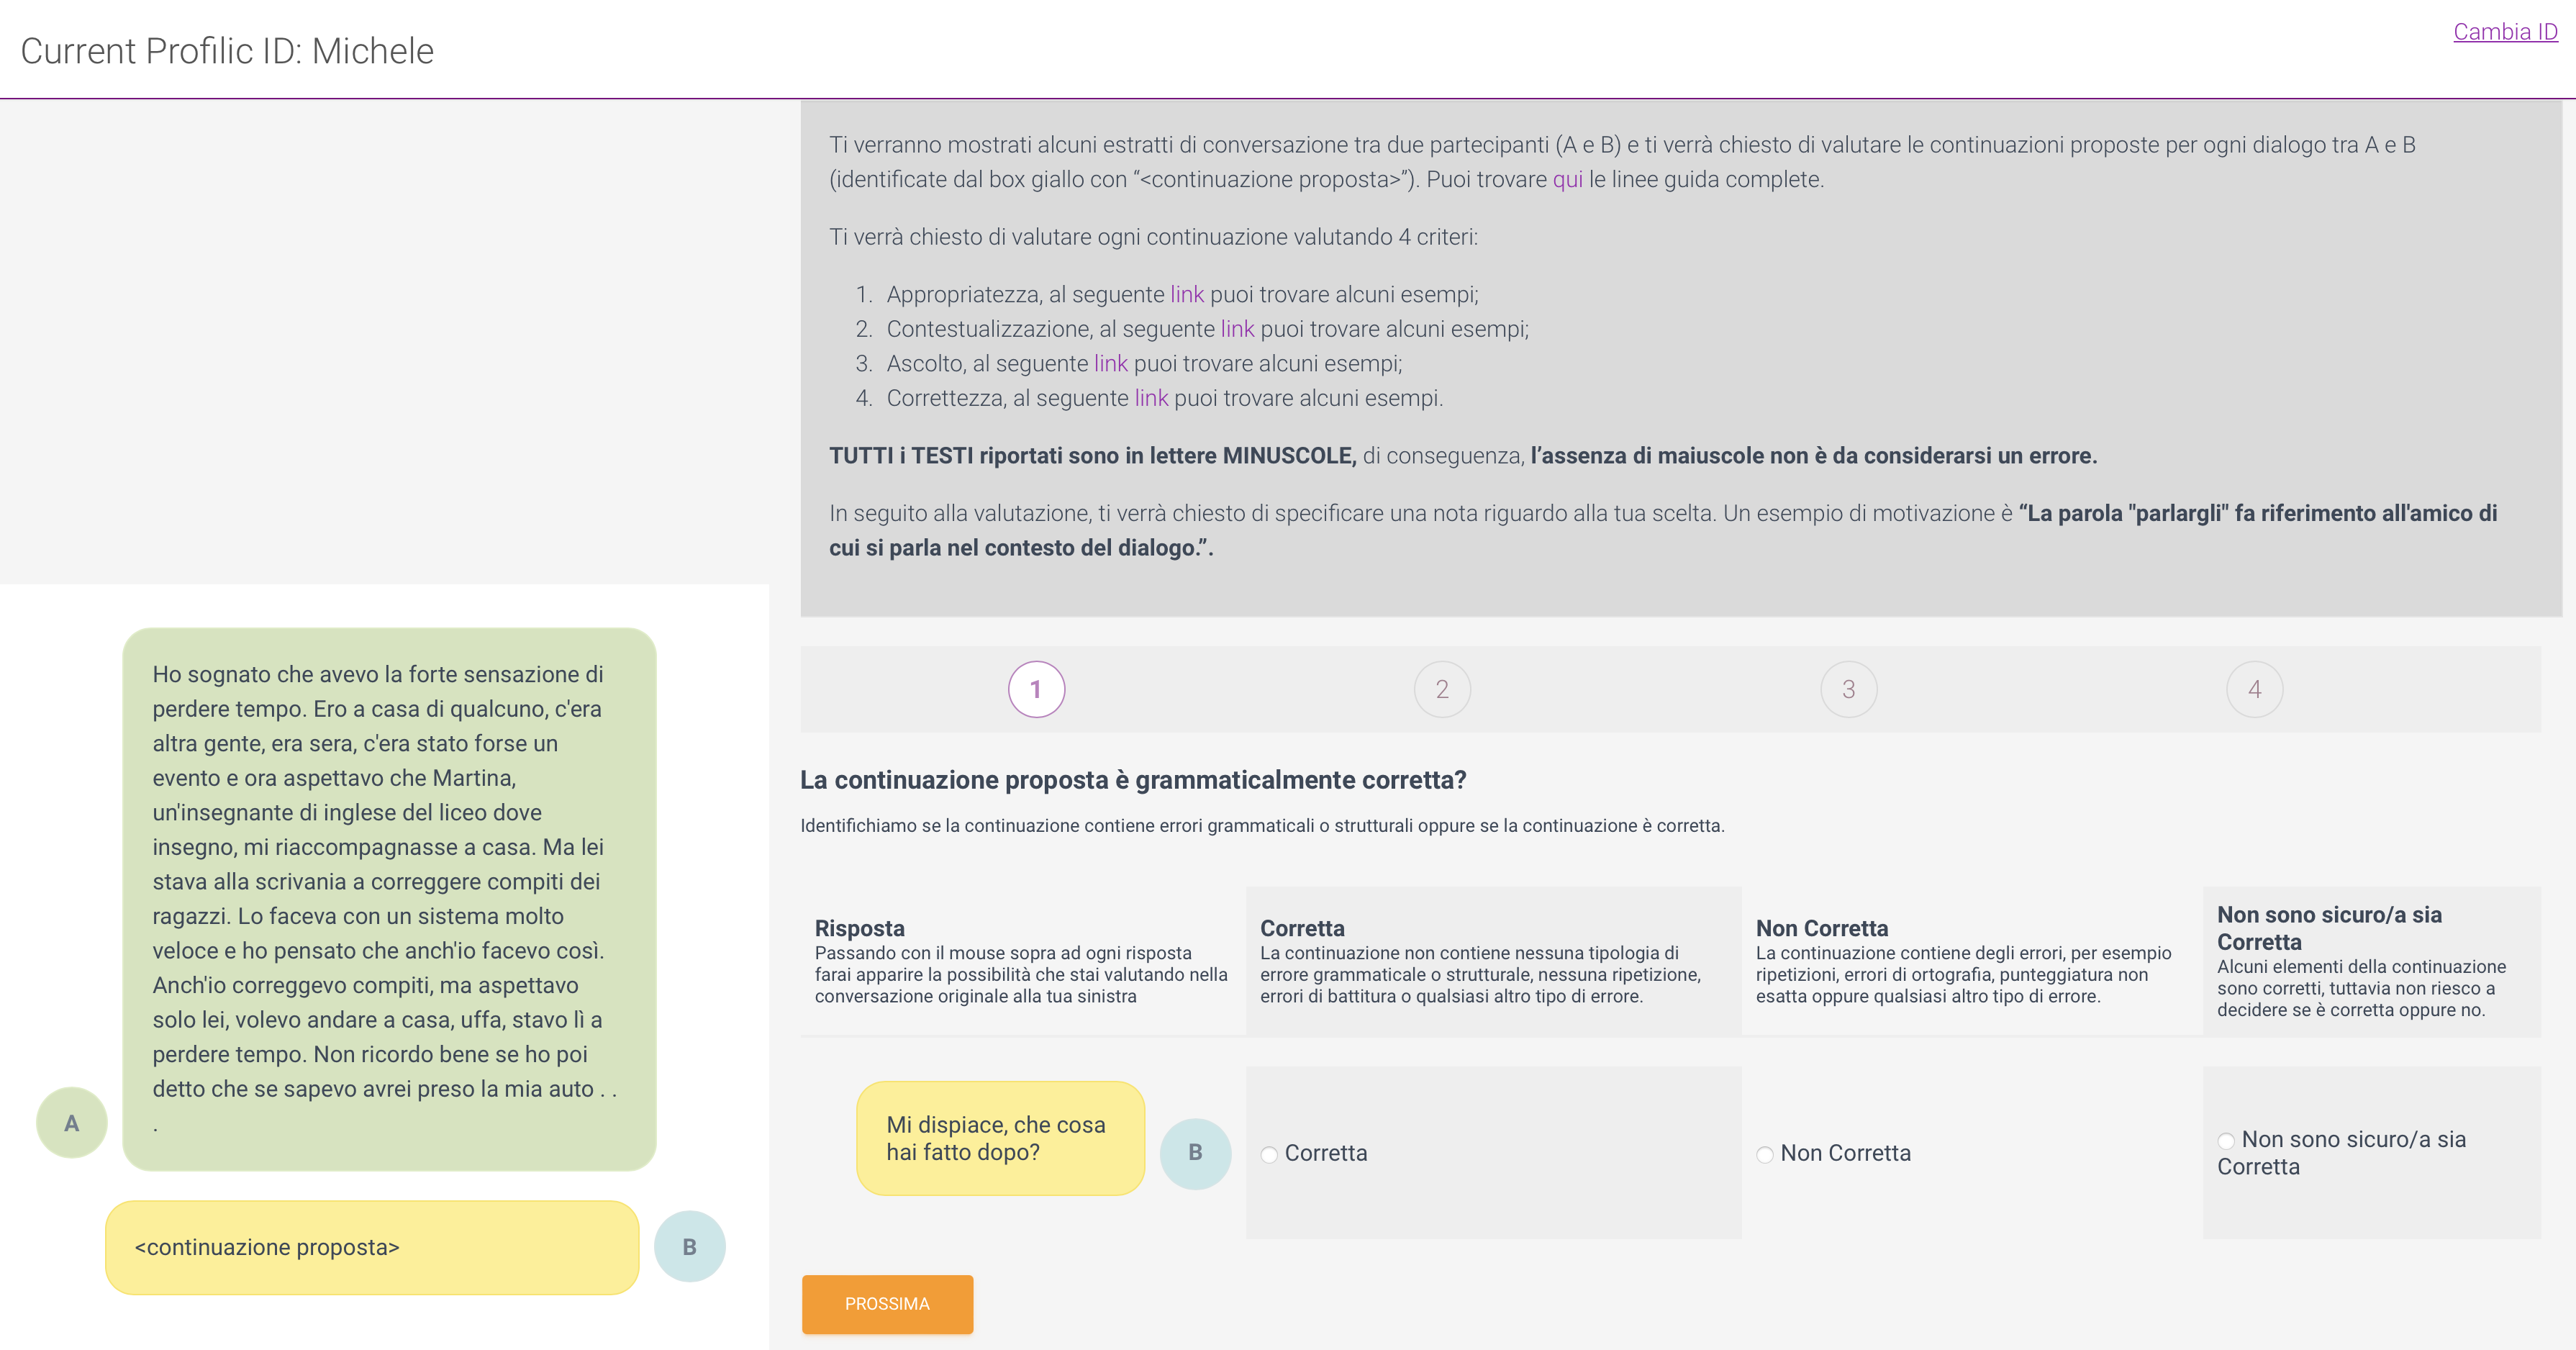 Current Profilic ID: Michele
Cambia ID
Ti verranno mostrati alcuni estratti di conversazione tra due partecipanti (A e B) e ti verrà chiesto di valutare le continuazioni proposte per ogni dialogo tra A e B
(identificate dal box giallo con “<continuazione proposta>”). Puoi trovare qui le linee guida complete.
Ti verrà chiesto di valutare ogni continuazione valutando 4 criteri:
1. Appropriatezza, al seguente link puoi trovare alcuni esempi;
2. Contestualizzazione, al seguente link puoi trovare alcuni esempi;
3. Ascolto, al seguente link puoi trovare alcuni esempi;
4. Correttezza, al seguente link puoi trovare alcuni esempi.
TUTTI i TESTI riportati sono in lettere MINUSCOLE, di conseguenza, l’assenza di maiuscole non è da considerarsi un errore.
In seguito alla valutazione, ti verrà chiesto di specificare una nota riguardo alla tua scelta. Un esempio di motivazione è “La parola "parlargli" fa riferimento all'amico di
cui si parla nel contesto del dialogo.”.
Ho sognato che avevo la forte sensazione di
perdere tempo. Ero a casa di qualcuno, c'era
altra gente, era sera, c'era stato forse un
evento e ora aspettavo che Martina,
un'insegnante di inglese del liceo dove
insegno, mi riaccompagnasse a casa. Ma lei
stava alla scrivania a correggere compiti dei
ragazzi. Lo faceva con un sistema molto
veloce e ho pensato che anch'io facevo così.
Anch'io correggevo compiti, ma aspettavo
solo lei, volevo andare a casa, uffa, stavo lì a
perdere tempo. Non ricordo bene se ho poi
detto che se sapevo avrei preso la mia auto . .
.
A
<continuazione proposta>
B
1
2
3
4
La continuazione proposta è grammaticalmente corretta?
Identifichiamo se la continuazione contiene errori grammaticali o strutturali oppure se la continuazione è corretta.
Risposta
Passando con il mouse sopra ad ogni risposta
farai apparire la possibilità che stai valutando nella
conversazione originale alla tua sinistra
Corretta
La continuazione non contiene nessuna tipologia di
errore grammaticale o strutturale, nessuna ripetizione,
errori di battitura o qualsiasi altro tipo di errore.
Non Corretta
La continuazione contiene degli errori, per esempio
ripetizioni, errori di ortografia, punteggiatura non
esatta oppure qualsiasi altro tipo di errore.
Non sono sicuro/a sia
Corretta
Alcuni elementi della continuazione
sono corretti, tuttavia non riesco a
decidere se è corretta oppure no.
Mi dispiace, che cosa
hai fatto dopo?
B
Corretta
Non Corretta
Non sono sicuro/a sia
Corretta
PROSSIMA